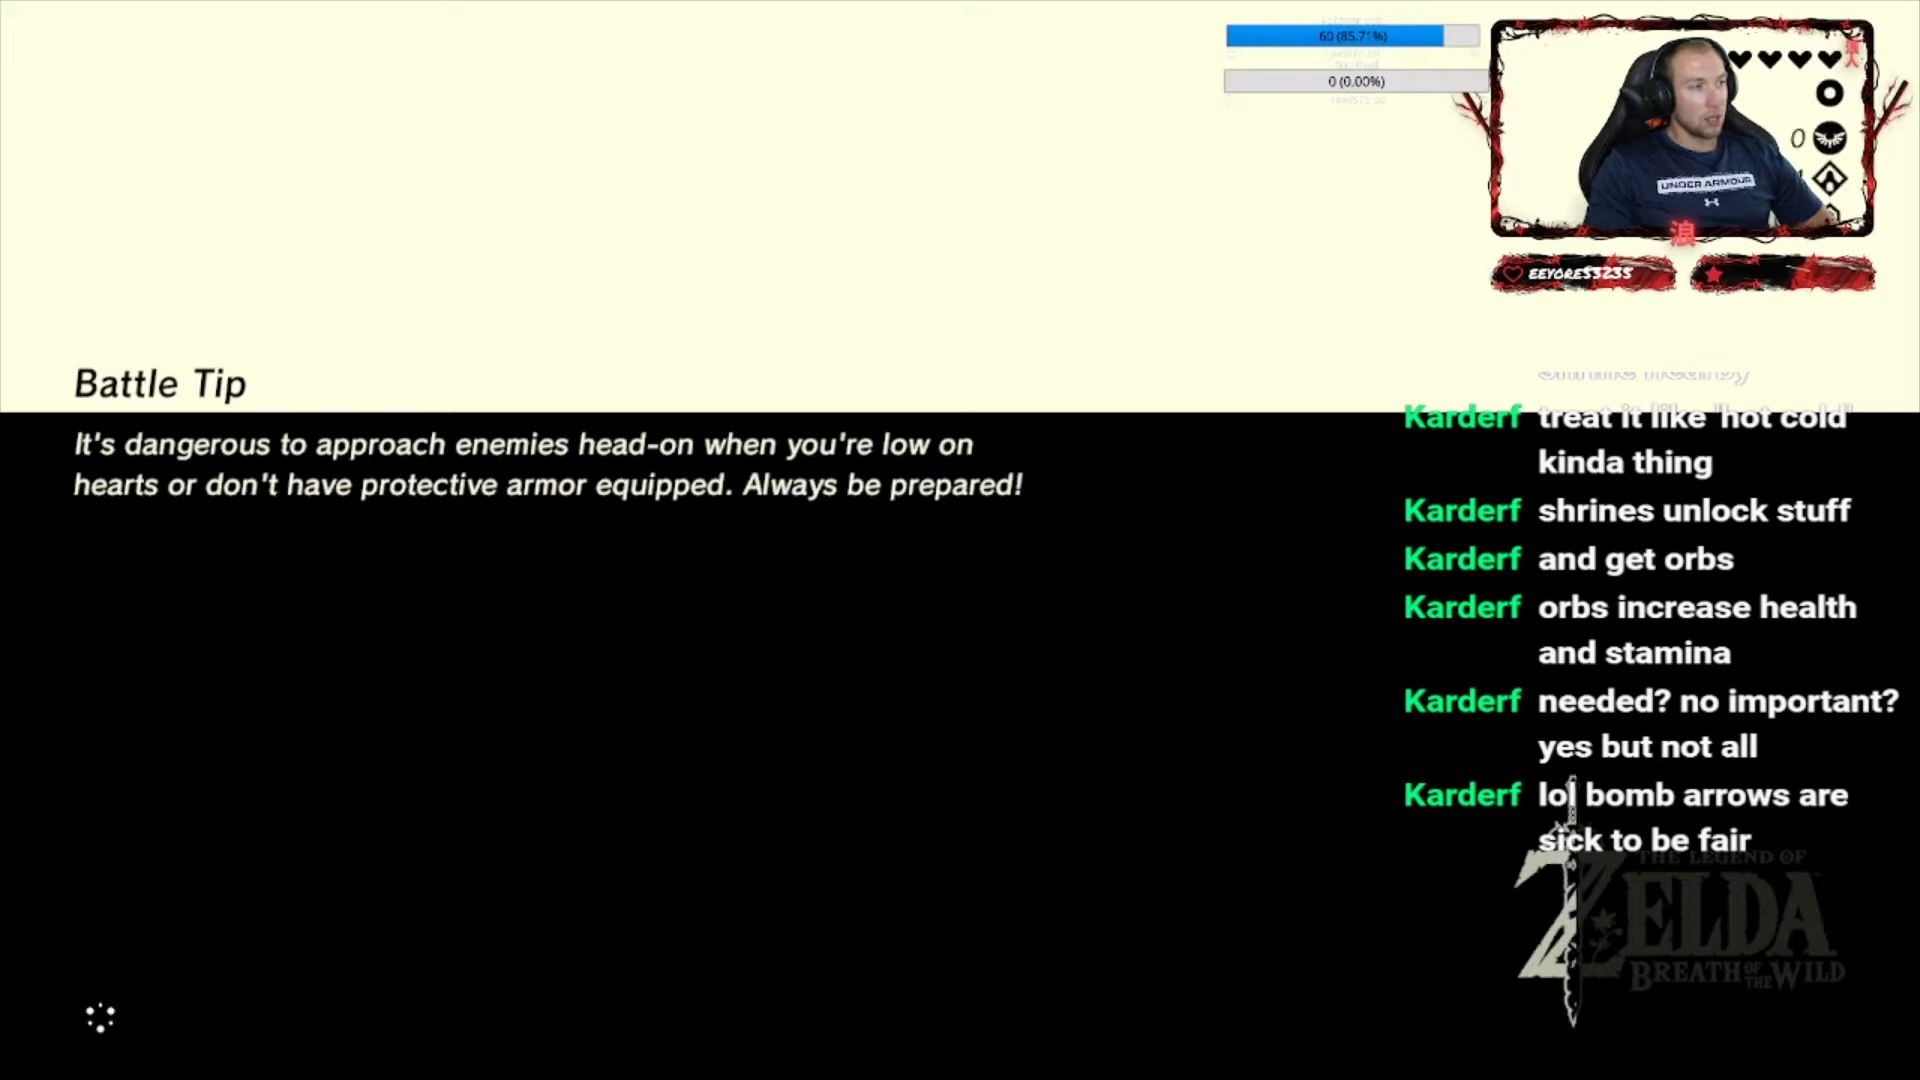 60 (85.71%)
0 (0.00%)
人
0
UNDER ARMOUR
浪
EEYORE53235
Battle Tip
It's dangerous to approach enemies head-on when you're low on
hearts or don't have protective armor equipped. Always be prepared!
Karderf treat it like "hot cold"
kinda thing
Karderf shrines unlock stuff
Karderf and get orbs
Karderf orbs increase health
and stamina
Karderf needed? no important?
yes but not all
Karderf lol bomb arrows are
sick to be fair
THE LEGEND OF
ZELDA
BREATH OF THE WILD